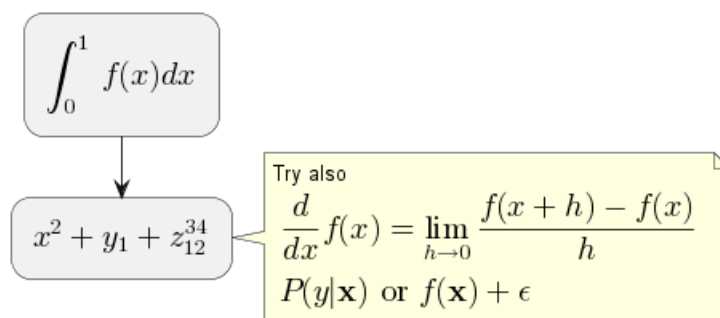 ∫₀¹ f(x)dx
x² + y₁ + z₁₂³⁴
Try also
d/dx f(x) = lim_{h→0} (f(x + h) − f(x))/h
P(y|𝐱) or f(𝐱) + ϵ